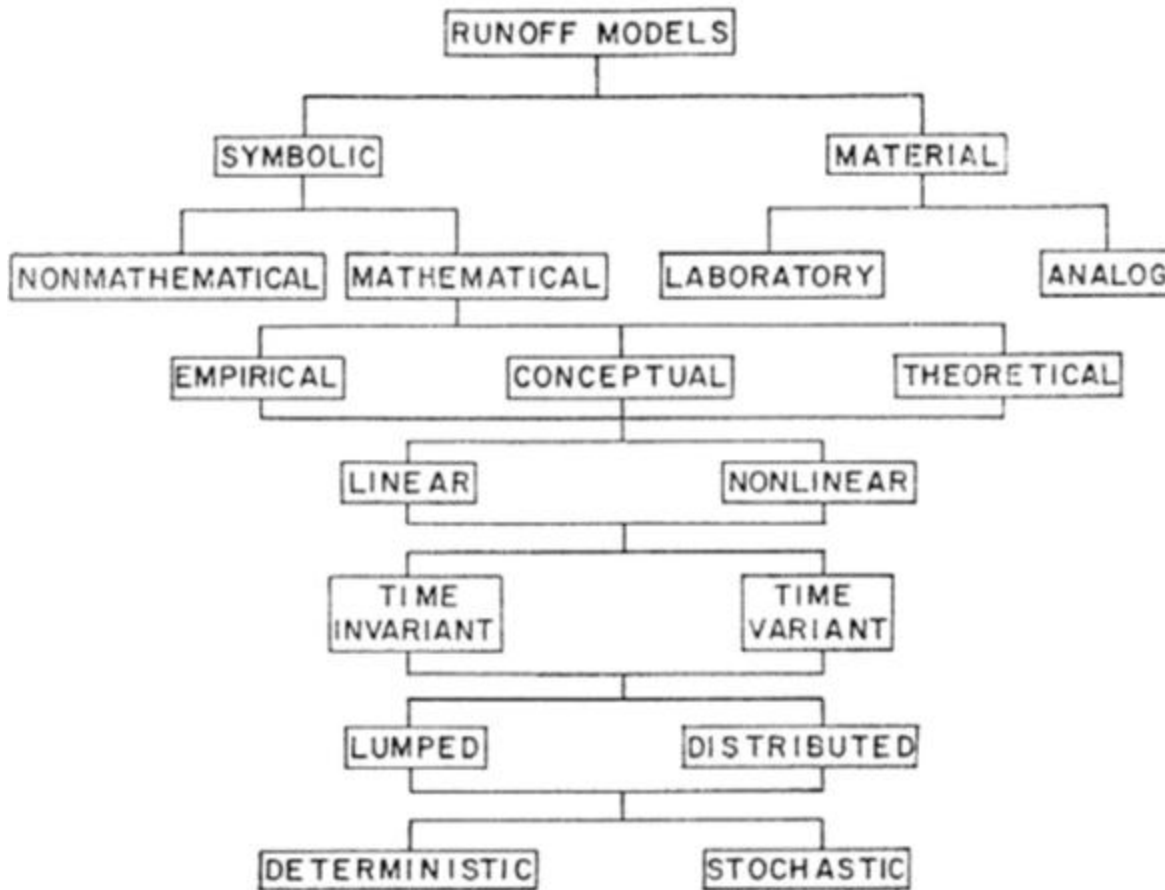 RUNOFF MODELS
SYMBOLIC
MATERIAL
NONMATHEMATICAL
MATHEMATICAL
LABORATORY
ANALOG
EMPIRICAL
CONCEPTUAL
THEORETICAL
LINEAR
NONLINEAR
TIME
INVARIANT
TIME
VARIANT
LUMPED
DISTRIBUTED
DETERMINISTIC
STOCHASTIC